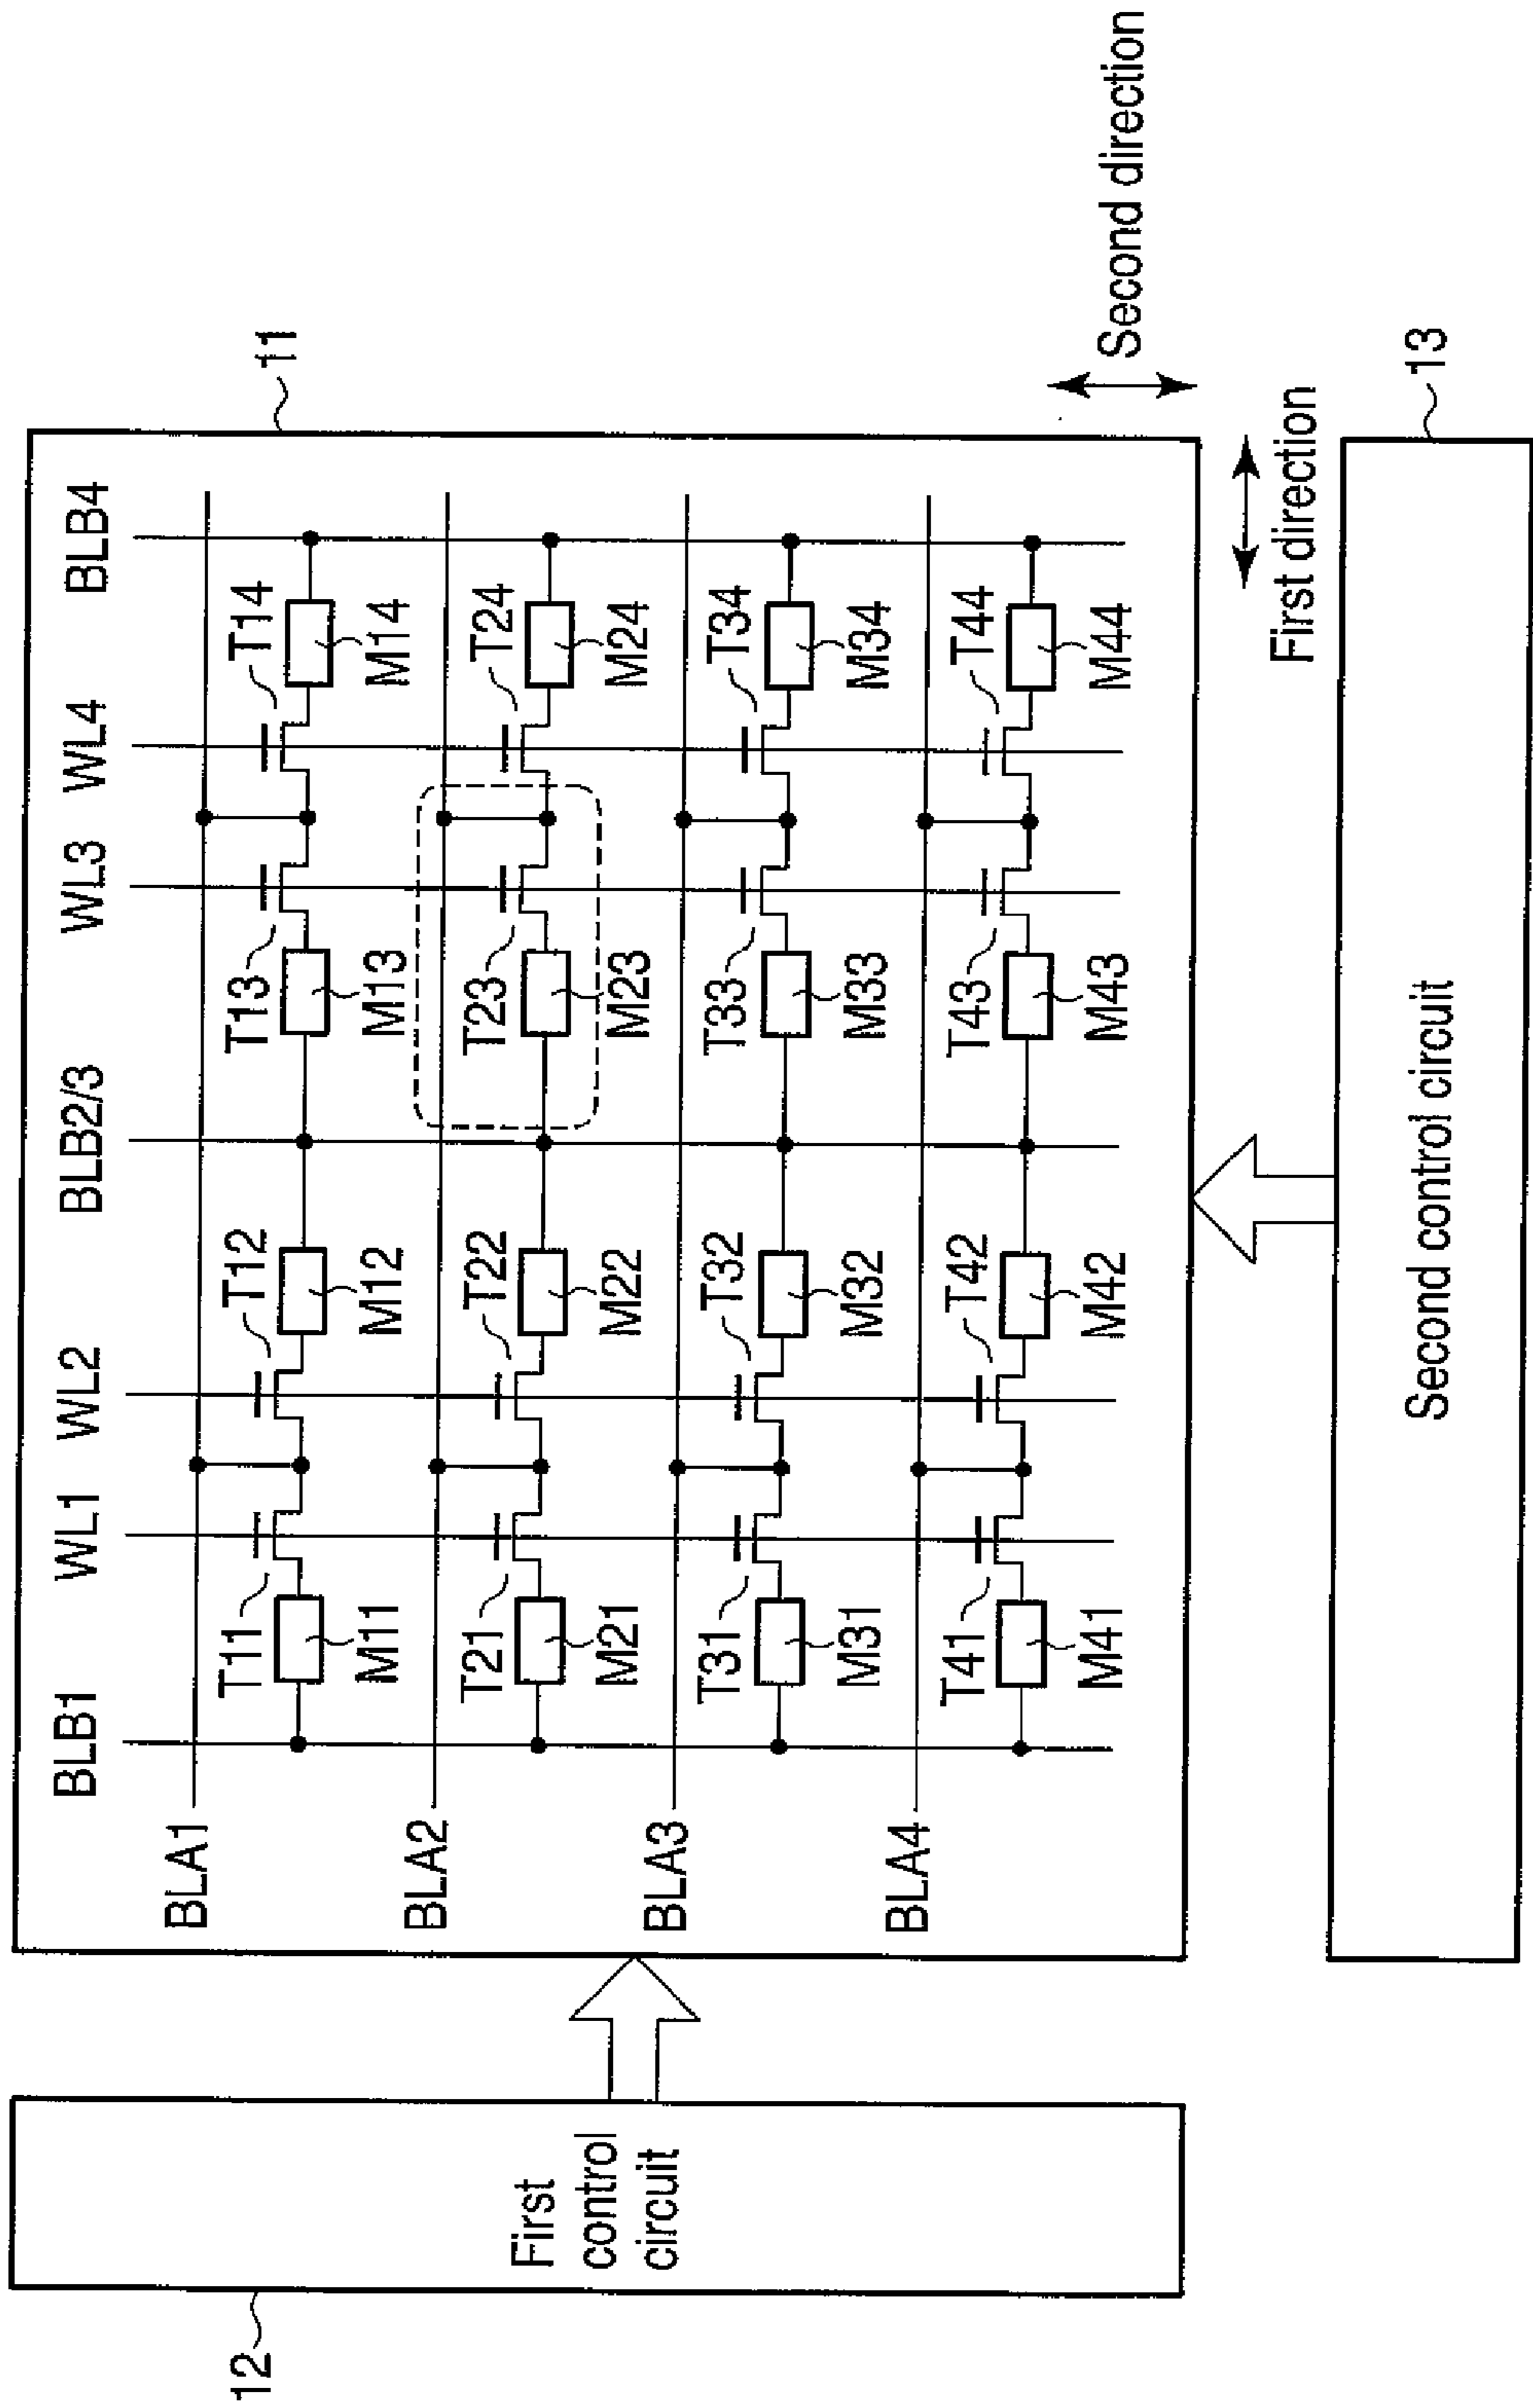 11
BLB1 WL1 WL2 BLB2/3 WL3 WL4 BLB4
BLA1
T11 T12 T13 T14
M11 M12 M13 M14
BLA2
T21 T22 T23 T24
M21 M22 M23 M24
BLA3
T31 T32 T33 T34
M31 M32 M33 M34
BLA4
T41 T42 T43 T44
M41 M42 M43 M44
12
First
control
circuit
Second direction
First direction
13
Second control circuit